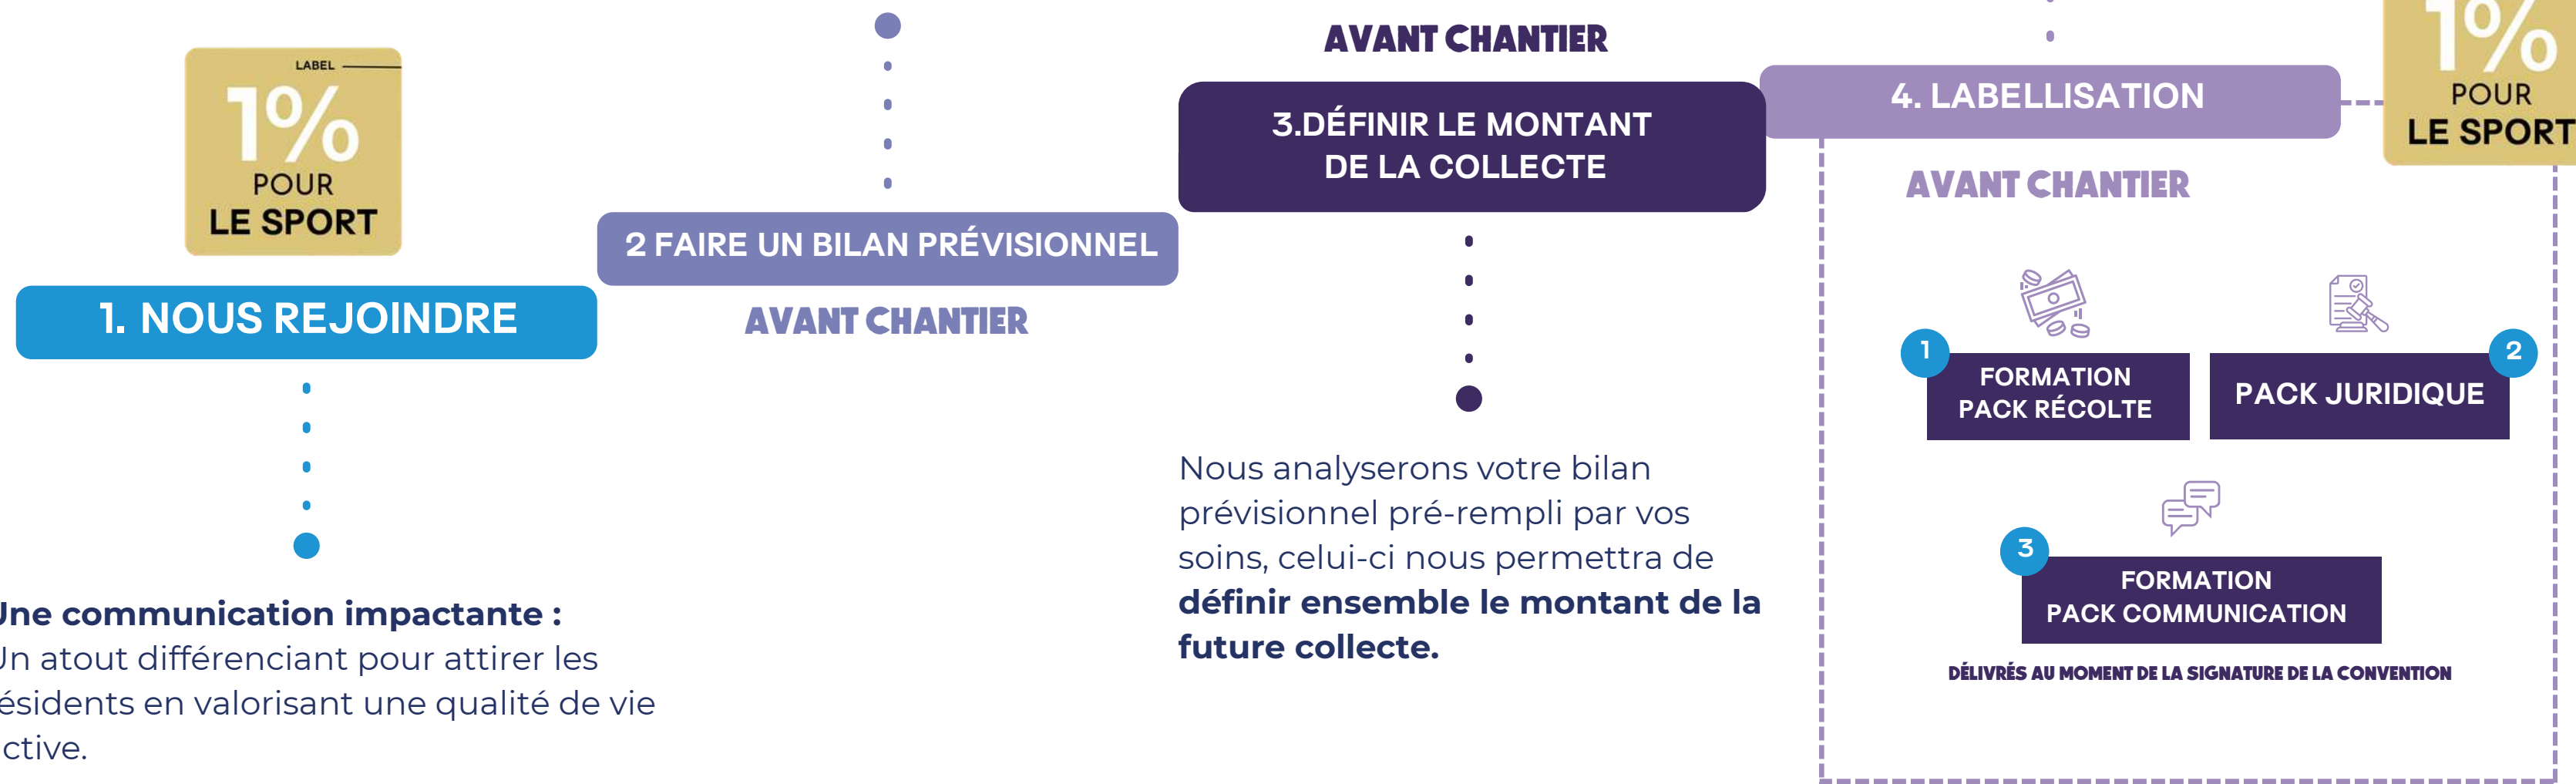 LABEL
1%
POUR
LE SPORT
1. NOUS REJOINDRE
Une communication impactante :
Un atout différenciant pour attirer les
ésidents en valorisant une qualité de vie
ctive.
2 FAIRE UN BILAN PRÉVISIONNEL
AVANT CHANTIER
AVANT CHANTIER
3.DÉFINIR LE MONTANT
DE LA COLLECTE
Nous analyserons votre bilan
prévisionnel pré-rempli par vos
soins, celui-ci nous permettra de
définir ensemble le montant de la
future collecte.
4. LABELLISATION
AVANT CHANTIER
1%
POUR
LE SPORT
1
FORMATION
PACK RÉCOLTE
2
PACK JURIDIQUE
3
FORMATION
PACK COMMUNICATION
DÉLIVRÉS AU MOMENT DE LA SIGNATURE DE LA CONVENTION